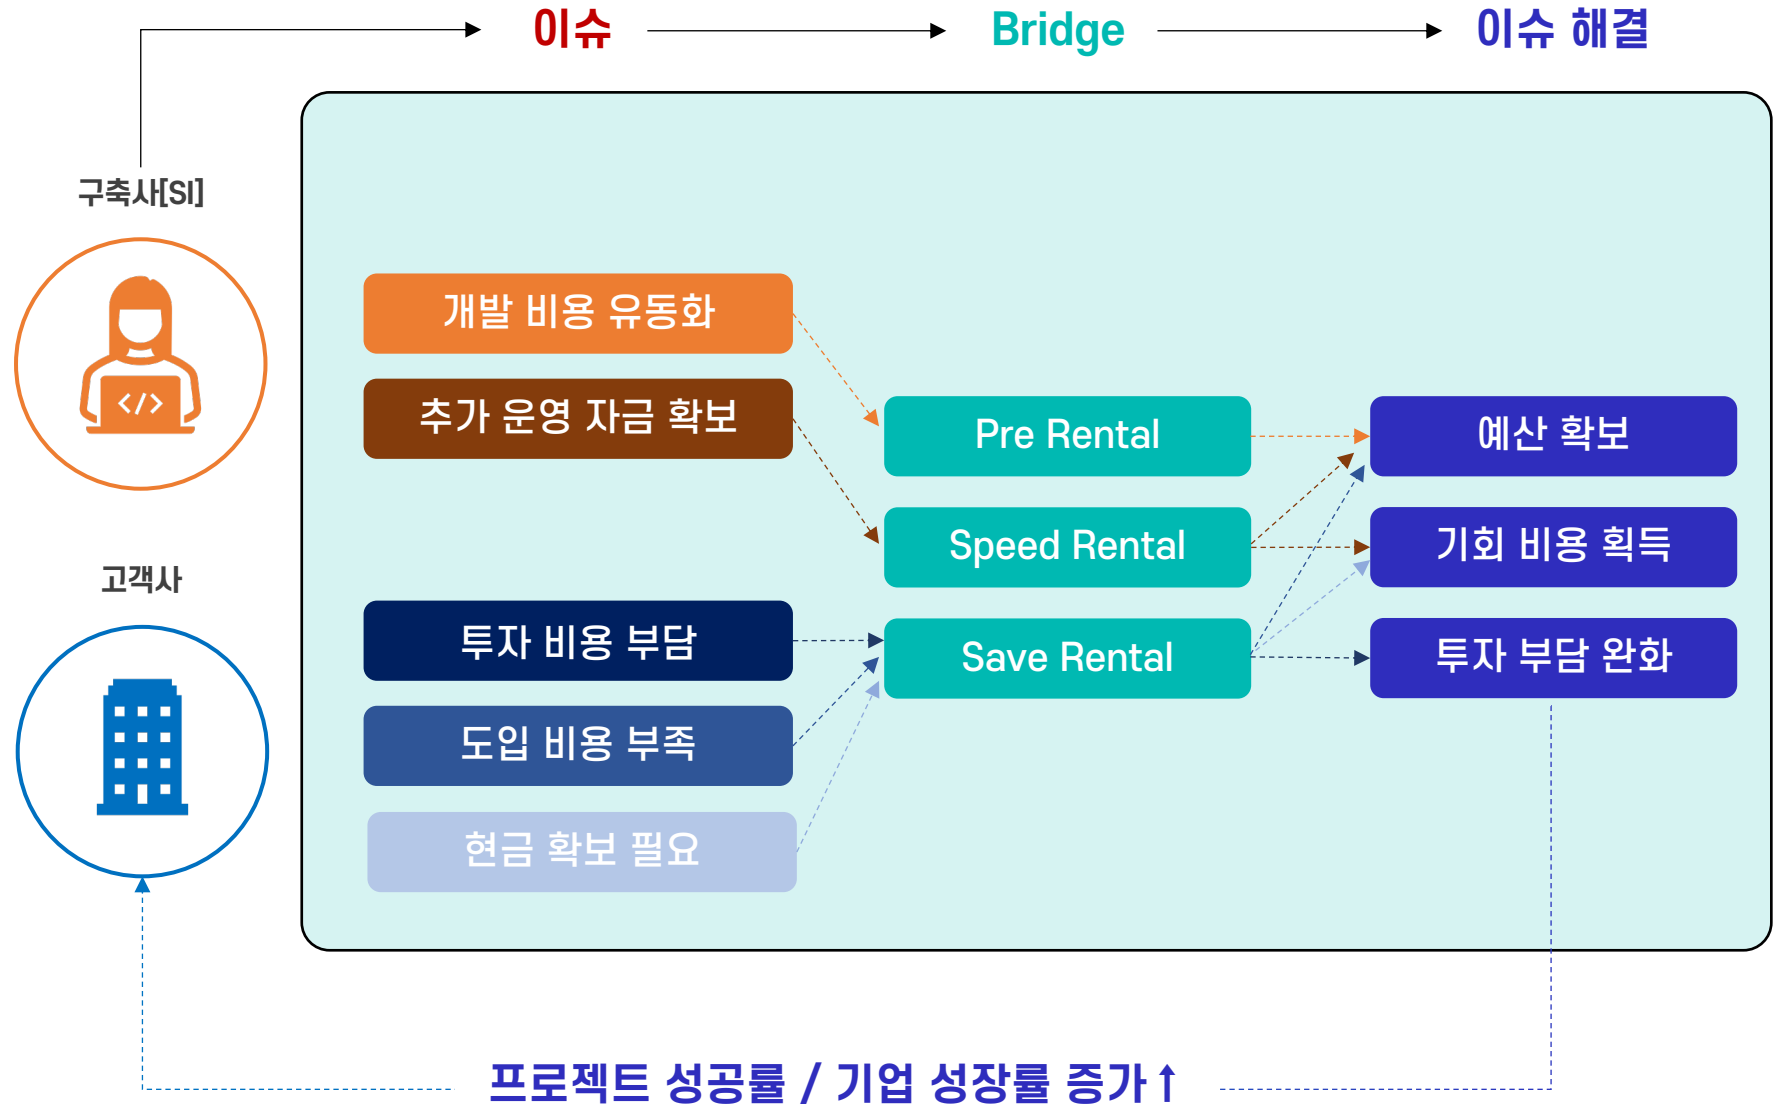 이슈
Bridge
이슈 해결
구축사[SI]
</>
개발 비용 유동화
추가 운영 자금 확보
Pre Rental
예산 확보
Speed Rental
기회 비용 획득
고객사
투자 비용 부담
Save Rental
투자 부담 완화
도입 비용 부족
현금 확보 필요
프로젝트 성공률 / 기업 성장률 증가↑